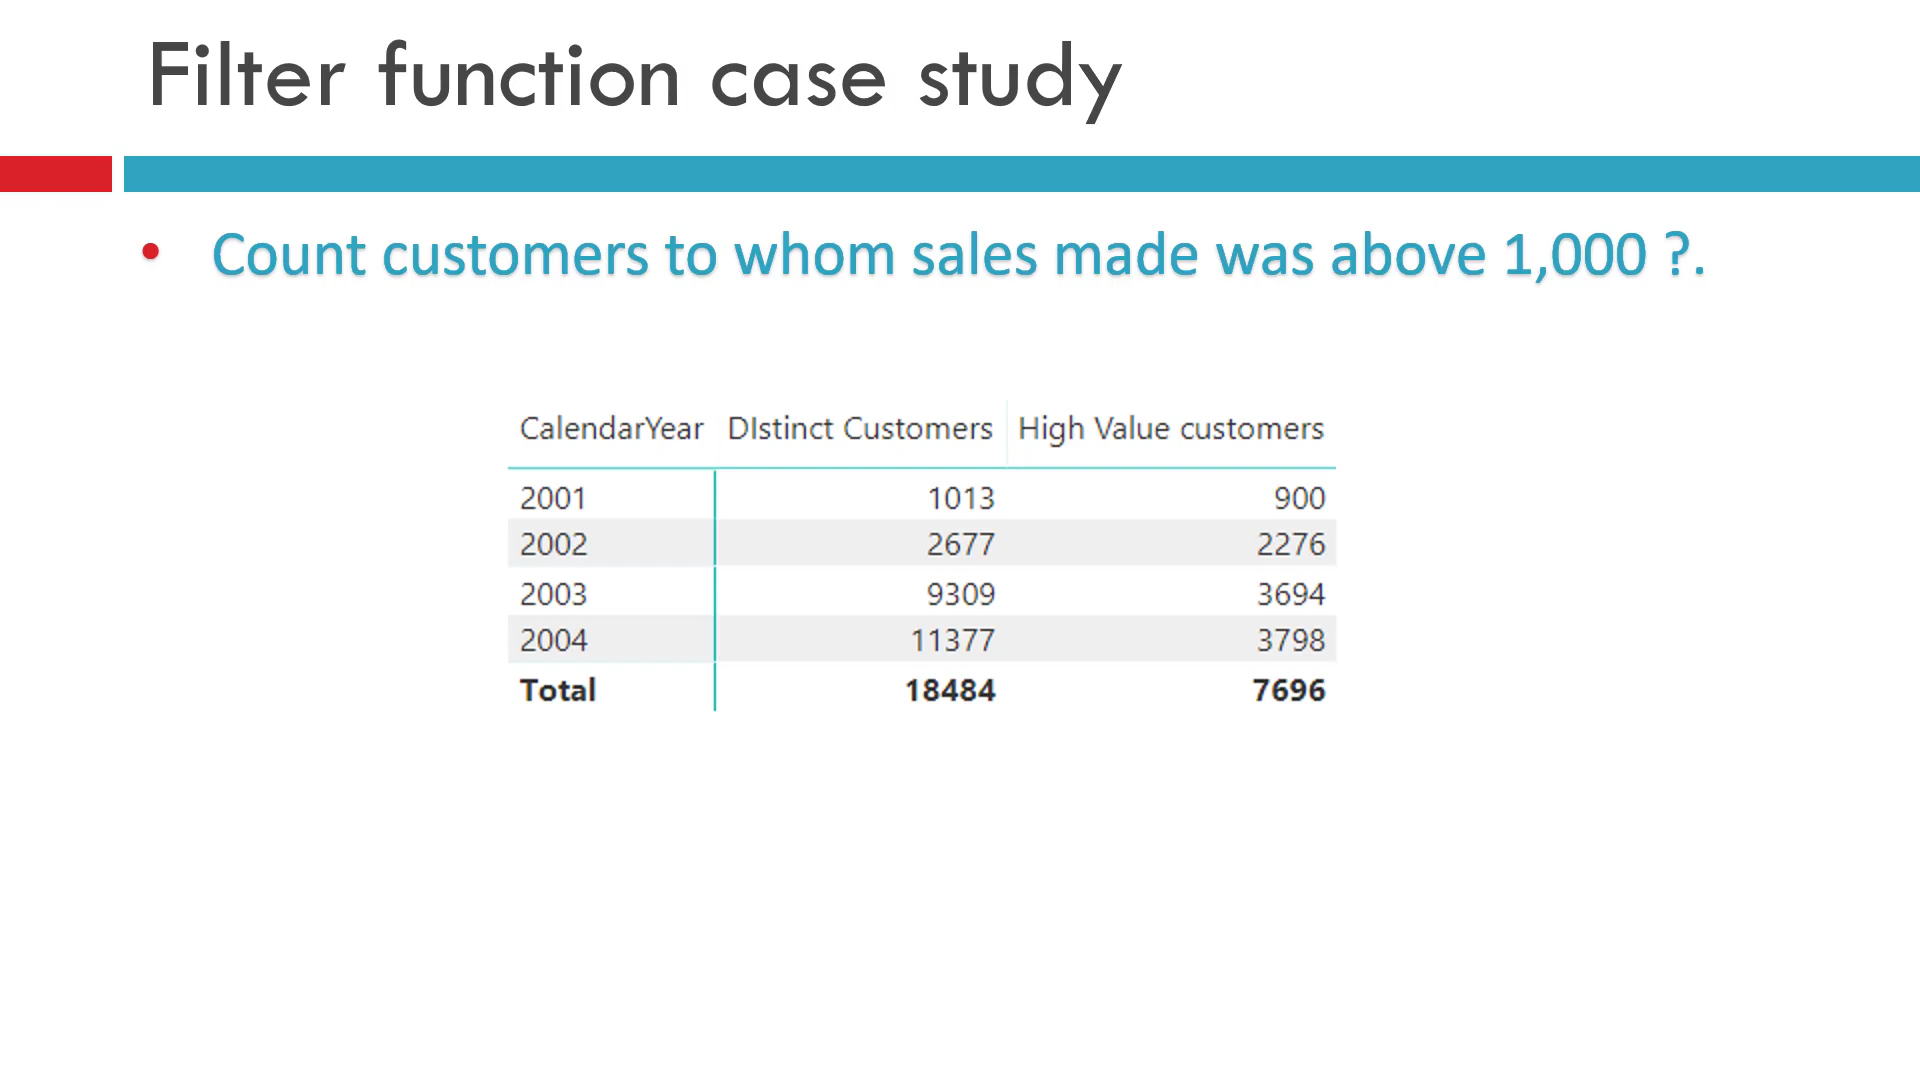 Filter function case study
• Count customers to whom sales made was above 1,000 ?.
CalendarYear DIstinct Customers High Value customers
2001 1013 900
2002 2677 2276
2003 9309 3694
2004 11377 3798
Total 18484 7696